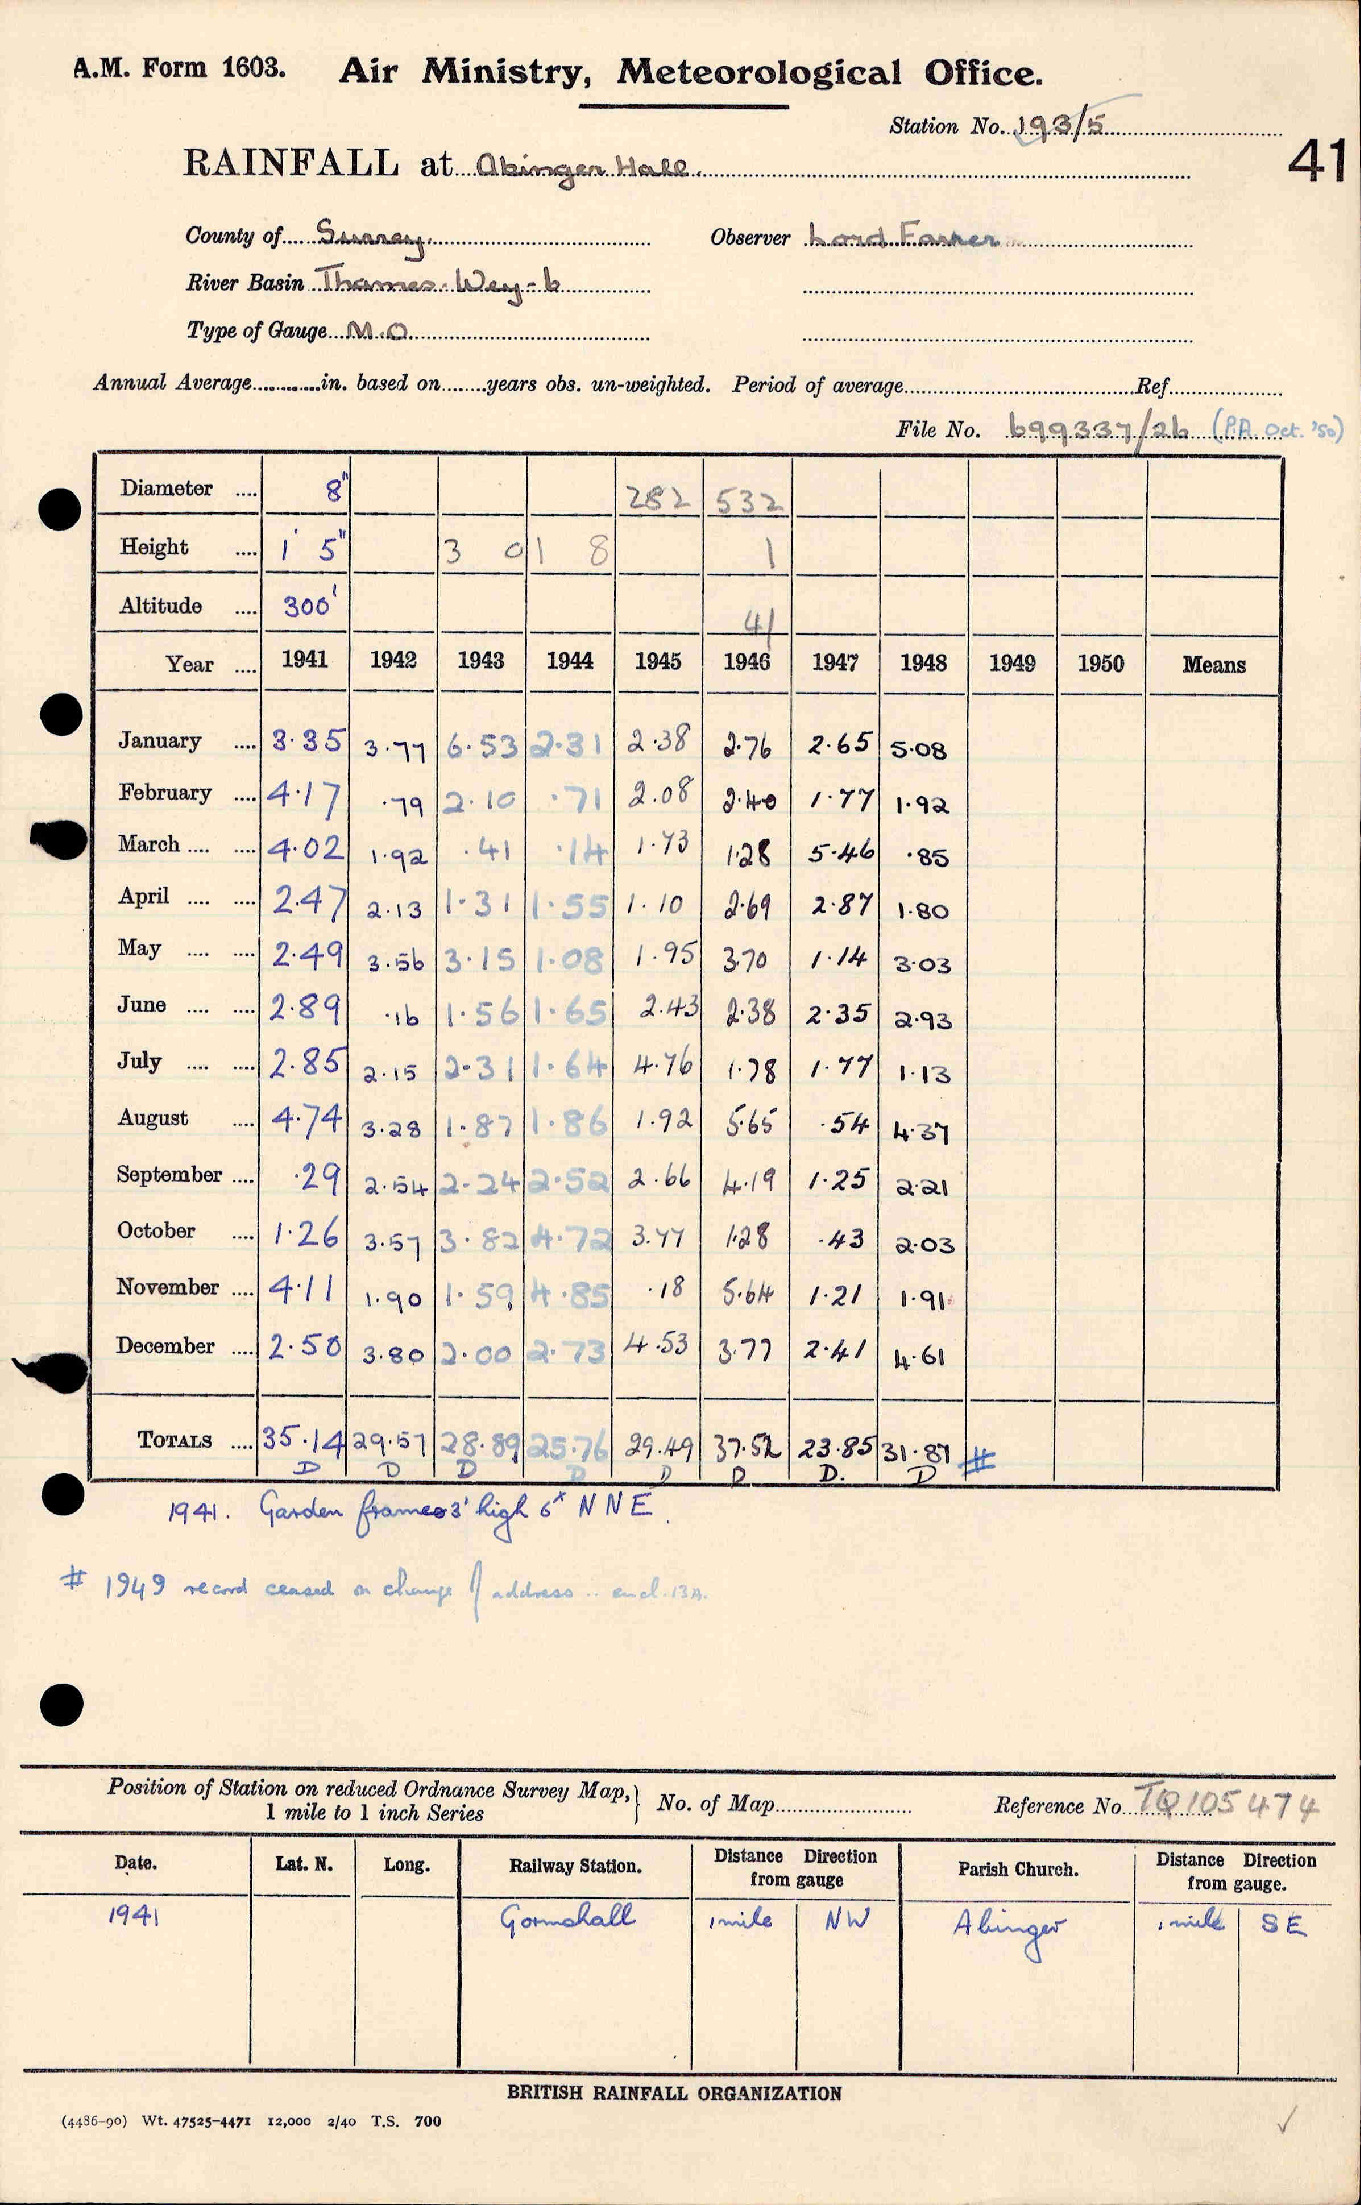 A.M. Form 1603. Air Ministry, Meteorological Office.
Station No. 193/5
41
RAINFALL at Abinger Hall.
County of Surrey. Observer Lord Farrer
River Basin Thames. Wey-b
Type of Gauge M.O.
Annual Average in. based on years obs. un-weighted. Period of average Ref
File No. 699337/26 (P.A. Oct. '50)
Diameter 8" 282 532
Height 1' 5" 3 0 1 8 1
Altitude 300' 41
Year 1941 1942 1943 1944 1945 1946 1947 1948 1949 1950 Means
January 3.35 3.77 6.53 2.31 2.38 2.76 2.65 5.08
February 4.17 .79 2.10 .71 2.08 2.40 1.77 1.92
March 4.02 1.92 .41 .14 1.73 1.28 5.46 .85
April 2.47 2.13 1.31 1.55 1.10 2.69 2.87 1.80
May 2.49 3.56 3.15 1.08 1.95 3.70 1.14 3.03
June 2.89 .16 1.56 1.65 2.43 2.38 2.35 2.93
July 2.85 2.15 2.31 1.64 4.76 1.78 1.77 1.13
August 4.74 3.28 1.87 1.86 1.92 5.65 .54 4.37
September .29 2.54 2.24 2.52 2.66 4.19 1.25 2.21
October 1.26 3.57 3.82 4.72 3.77 1.28 .43 2.03
November 4.11 1.90 1.59 4.85 .18 5.64 1.21 1.91
December 2.50 3.80 2.00 2.73 4.53 3.77 2.41 4.61
TOTALS 35.14 29.57 28.89 25.76 29.49 37.52 23.85 31.87 #
D D D D D D D. D
1941. Garden frames 3' high 6' NNE.
# 1949 record ceased on change of address .. encl. 13A.
Position of Station on reduced Ordnance Survey Map, 1 mile to 1 inch Series } No. of Map Reference No. TQ 105 474
Date. Lat. N. Long. Railway Station. Distance Direction from gauge Parish Church. Distance Direction from gauge.
1941 Gomshall 1 mile NW Abinger 1 mile SE
BRITISH RAINFALL ORGANIZATION
(4486-90) Wt. 47525-4471 12,000 2/40 T.S. 700